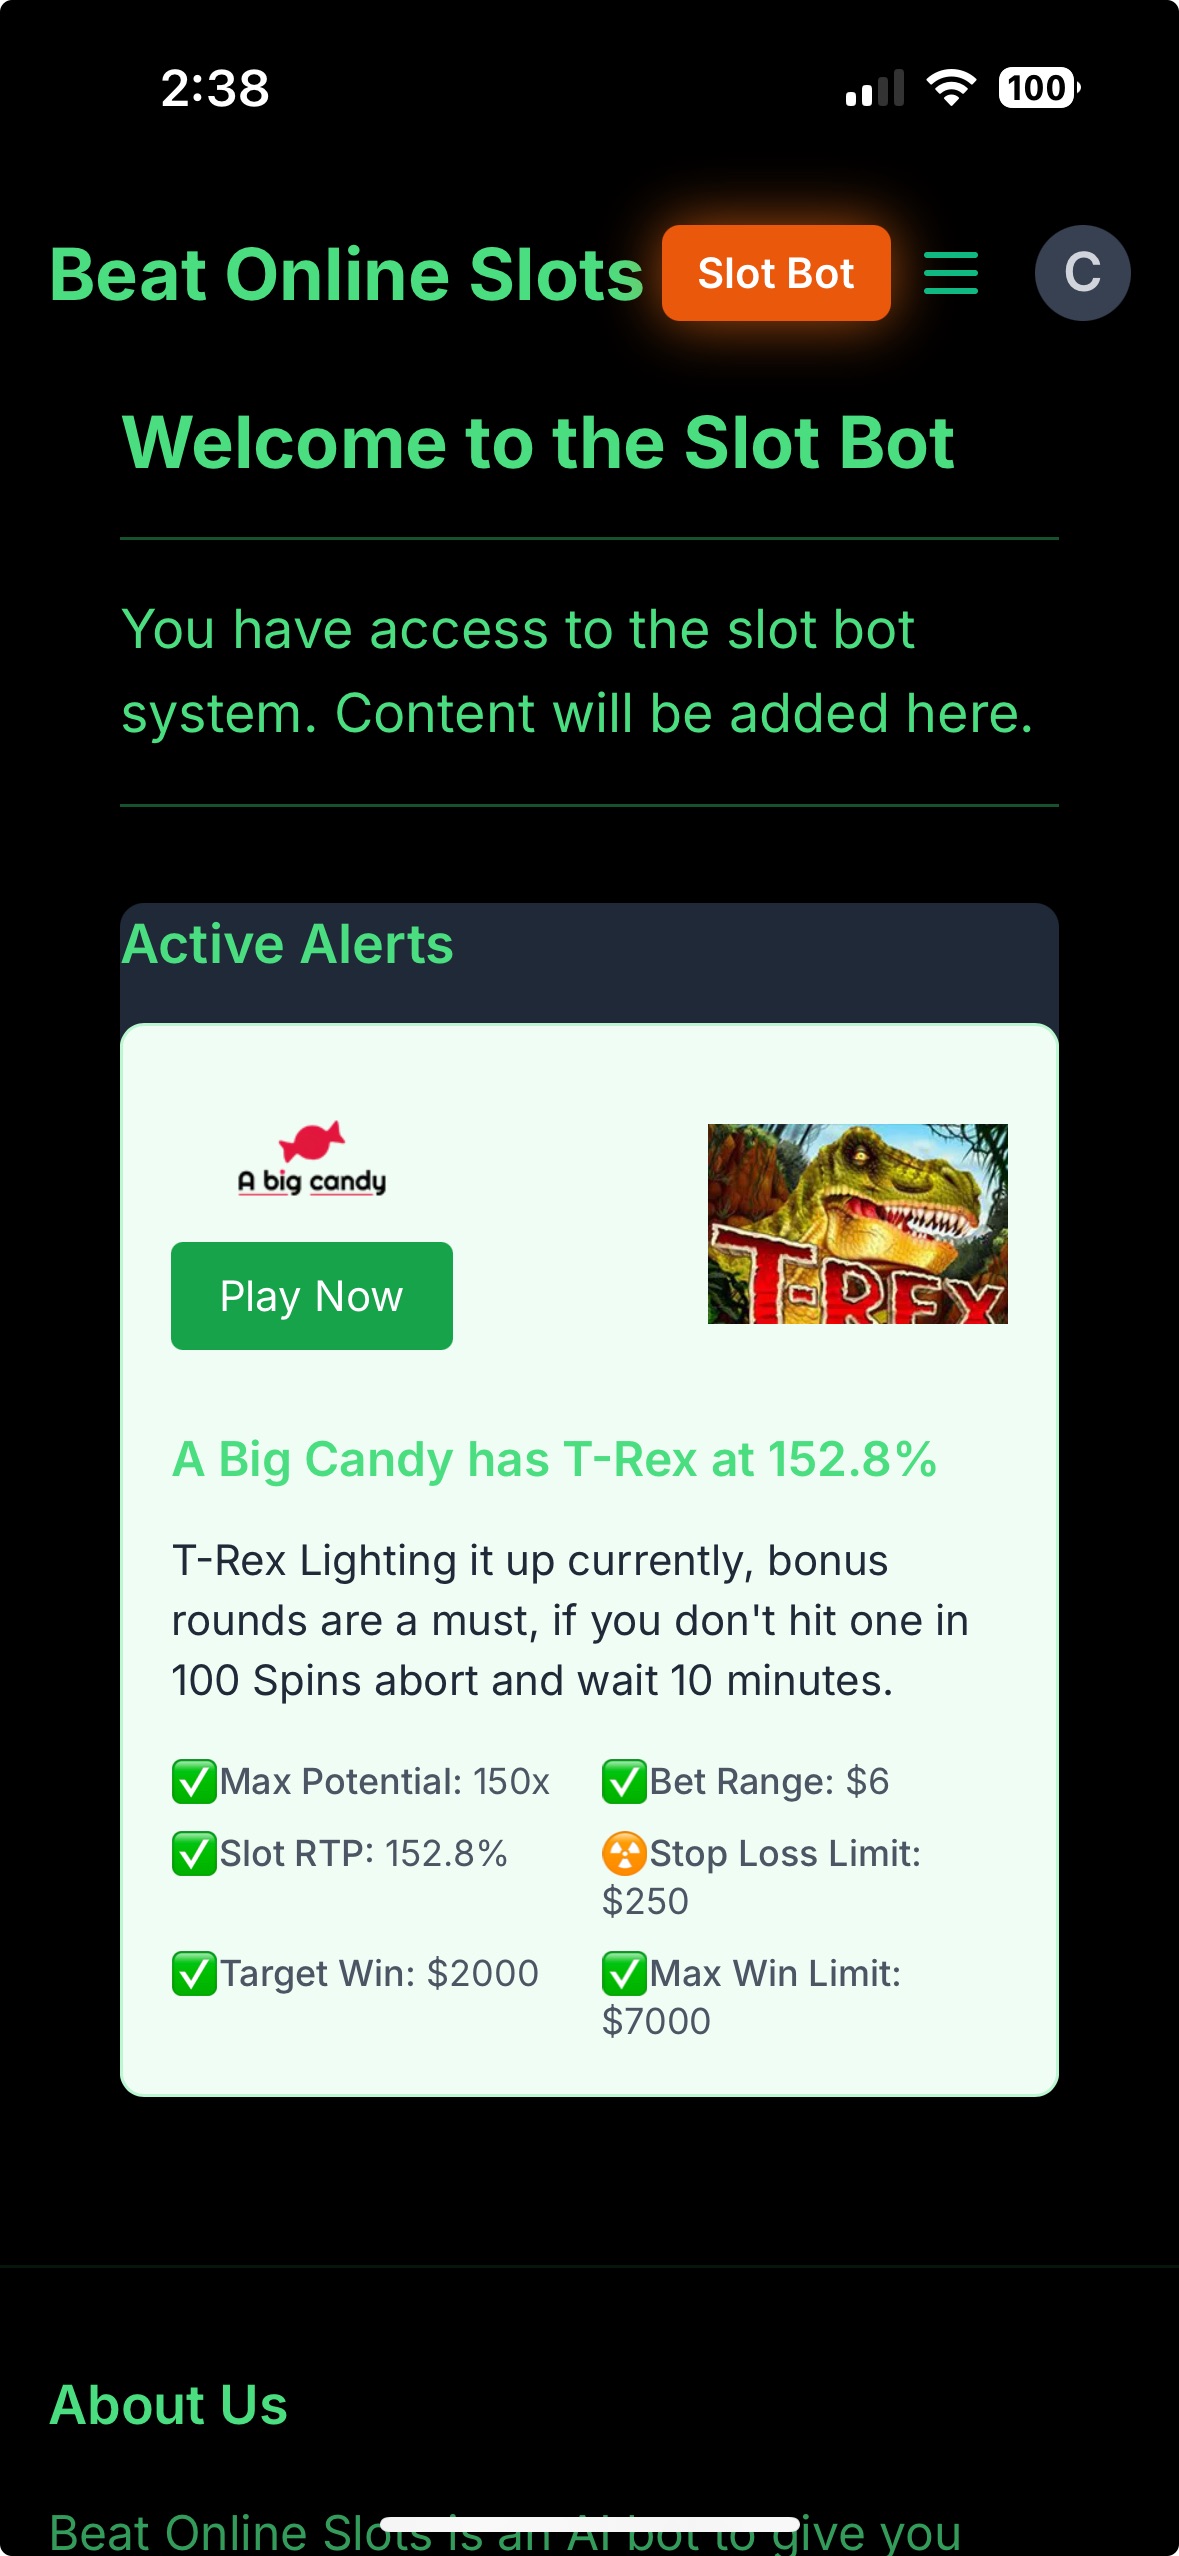 2:38
100
Beat Online Slots
Slot Bot
C
Welcome to the Slot Bot
You have access to the slot bot
system. Content will be added here.
Active Alerts
A big candy
T-REX
Play Now
A Big Candy has T-Rex at 152.8%
T-Rex Lighting it up currently, bonus
rounds are a must, if you don't hit one in
100 Spins abort and wait 10 minutes.
✅Max Potential: 150x
✅Bet Range: $6
✅Slot RTP: 152.8%
☢️Stop Loss Limit:
$250
✅Target Win: $2000
✅Max Win Limit:
$7000
About Us
Beat Online Slots is an AI bot to give you